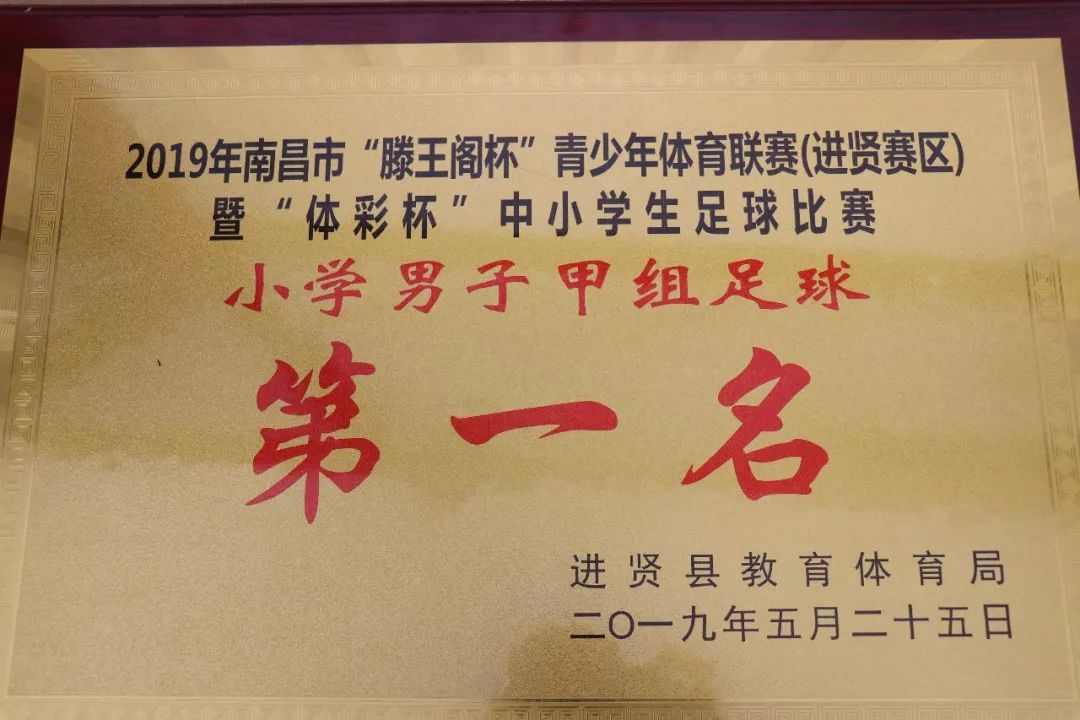 2019年南昌市“滕王阁杯”青少年体育联赛(进贤赛区)
暨“体彩杯”中小学生足球比赛
小学男子甲组足球
第一名
进贤县教育体育局
二〇一九年五月二十五日